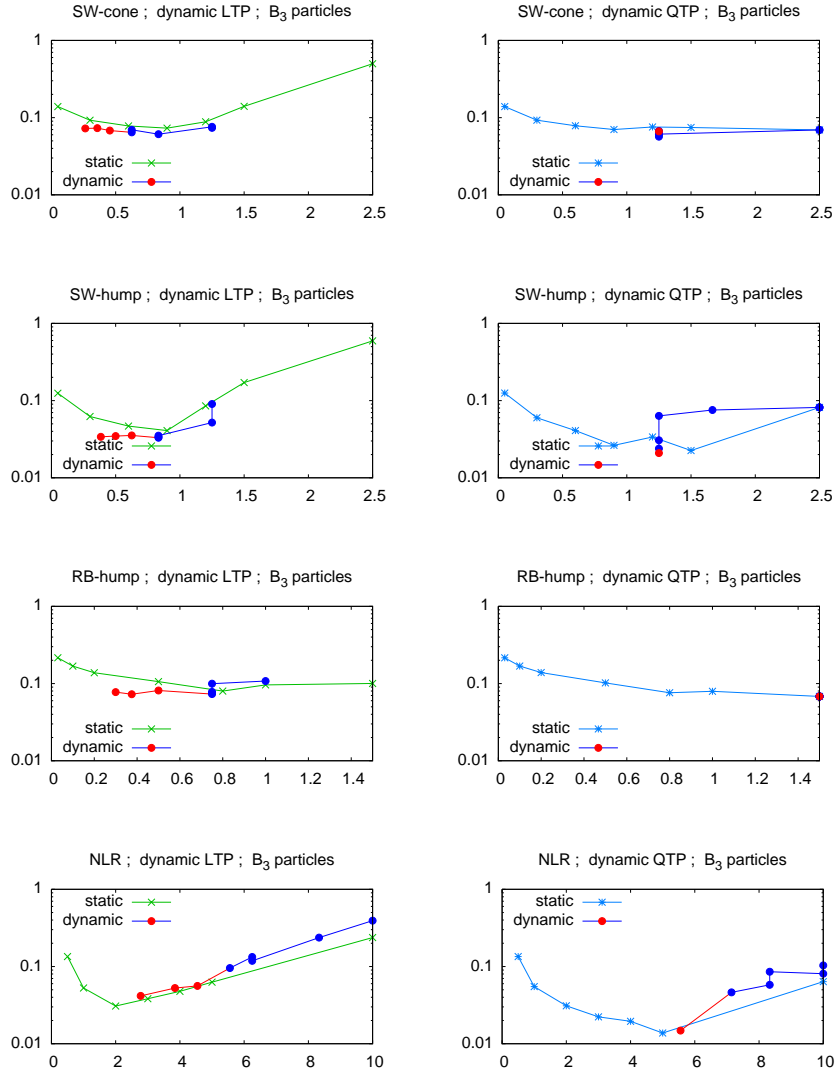 SW-cone ; dynamic LTP ; B3 particles
1
0.1
0.01
static
dynamic
0 0.5 1 1.5 2 2.5
SW-cone ; dynamic QTP ; B3 particles
1
0.1
0.01
static
dynamic
0 0.5 1 1.5 2 2.5
SW-hump ; dynamic LTP ; B3 particles
1
0.1
0.01
static
dynamic
0 0.5 1 1.5 2 2.5
SW-hump ; dynamic QTP ; B3 particles
1
0.1
0.01
static
dynamic
0 0.5 1 1.5 2 2.5
RB-hump ; dynamic LTP ; B3 particles
1
0.1
0.01
static
dynamic
0 0.2 0.4 0.6 0.8 1 1.2 1.4
RB-hump ; dynamic QTP ; B3 particles
1
0.1
0.01
static
dynamic
0 0.2 0.4 0.6 0.8 1 1.2 1.4
NLR ; dynamic LTP ; B3 particles
1
0.1
0.01
static
dynamic
0 2 4 6 8 10
NLR ; dynamic QTP ; B3 particles
1
0.1
0.01
static
dynamic
0 2 4 6 8 10